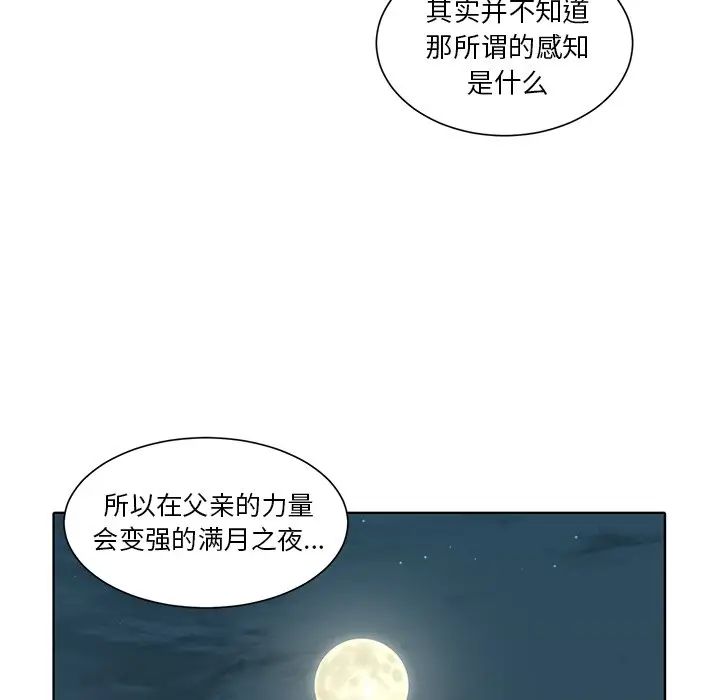 其实并不知道
那所谓的感知
是什么
所以在父亲的力量
会变强的满月之夜...